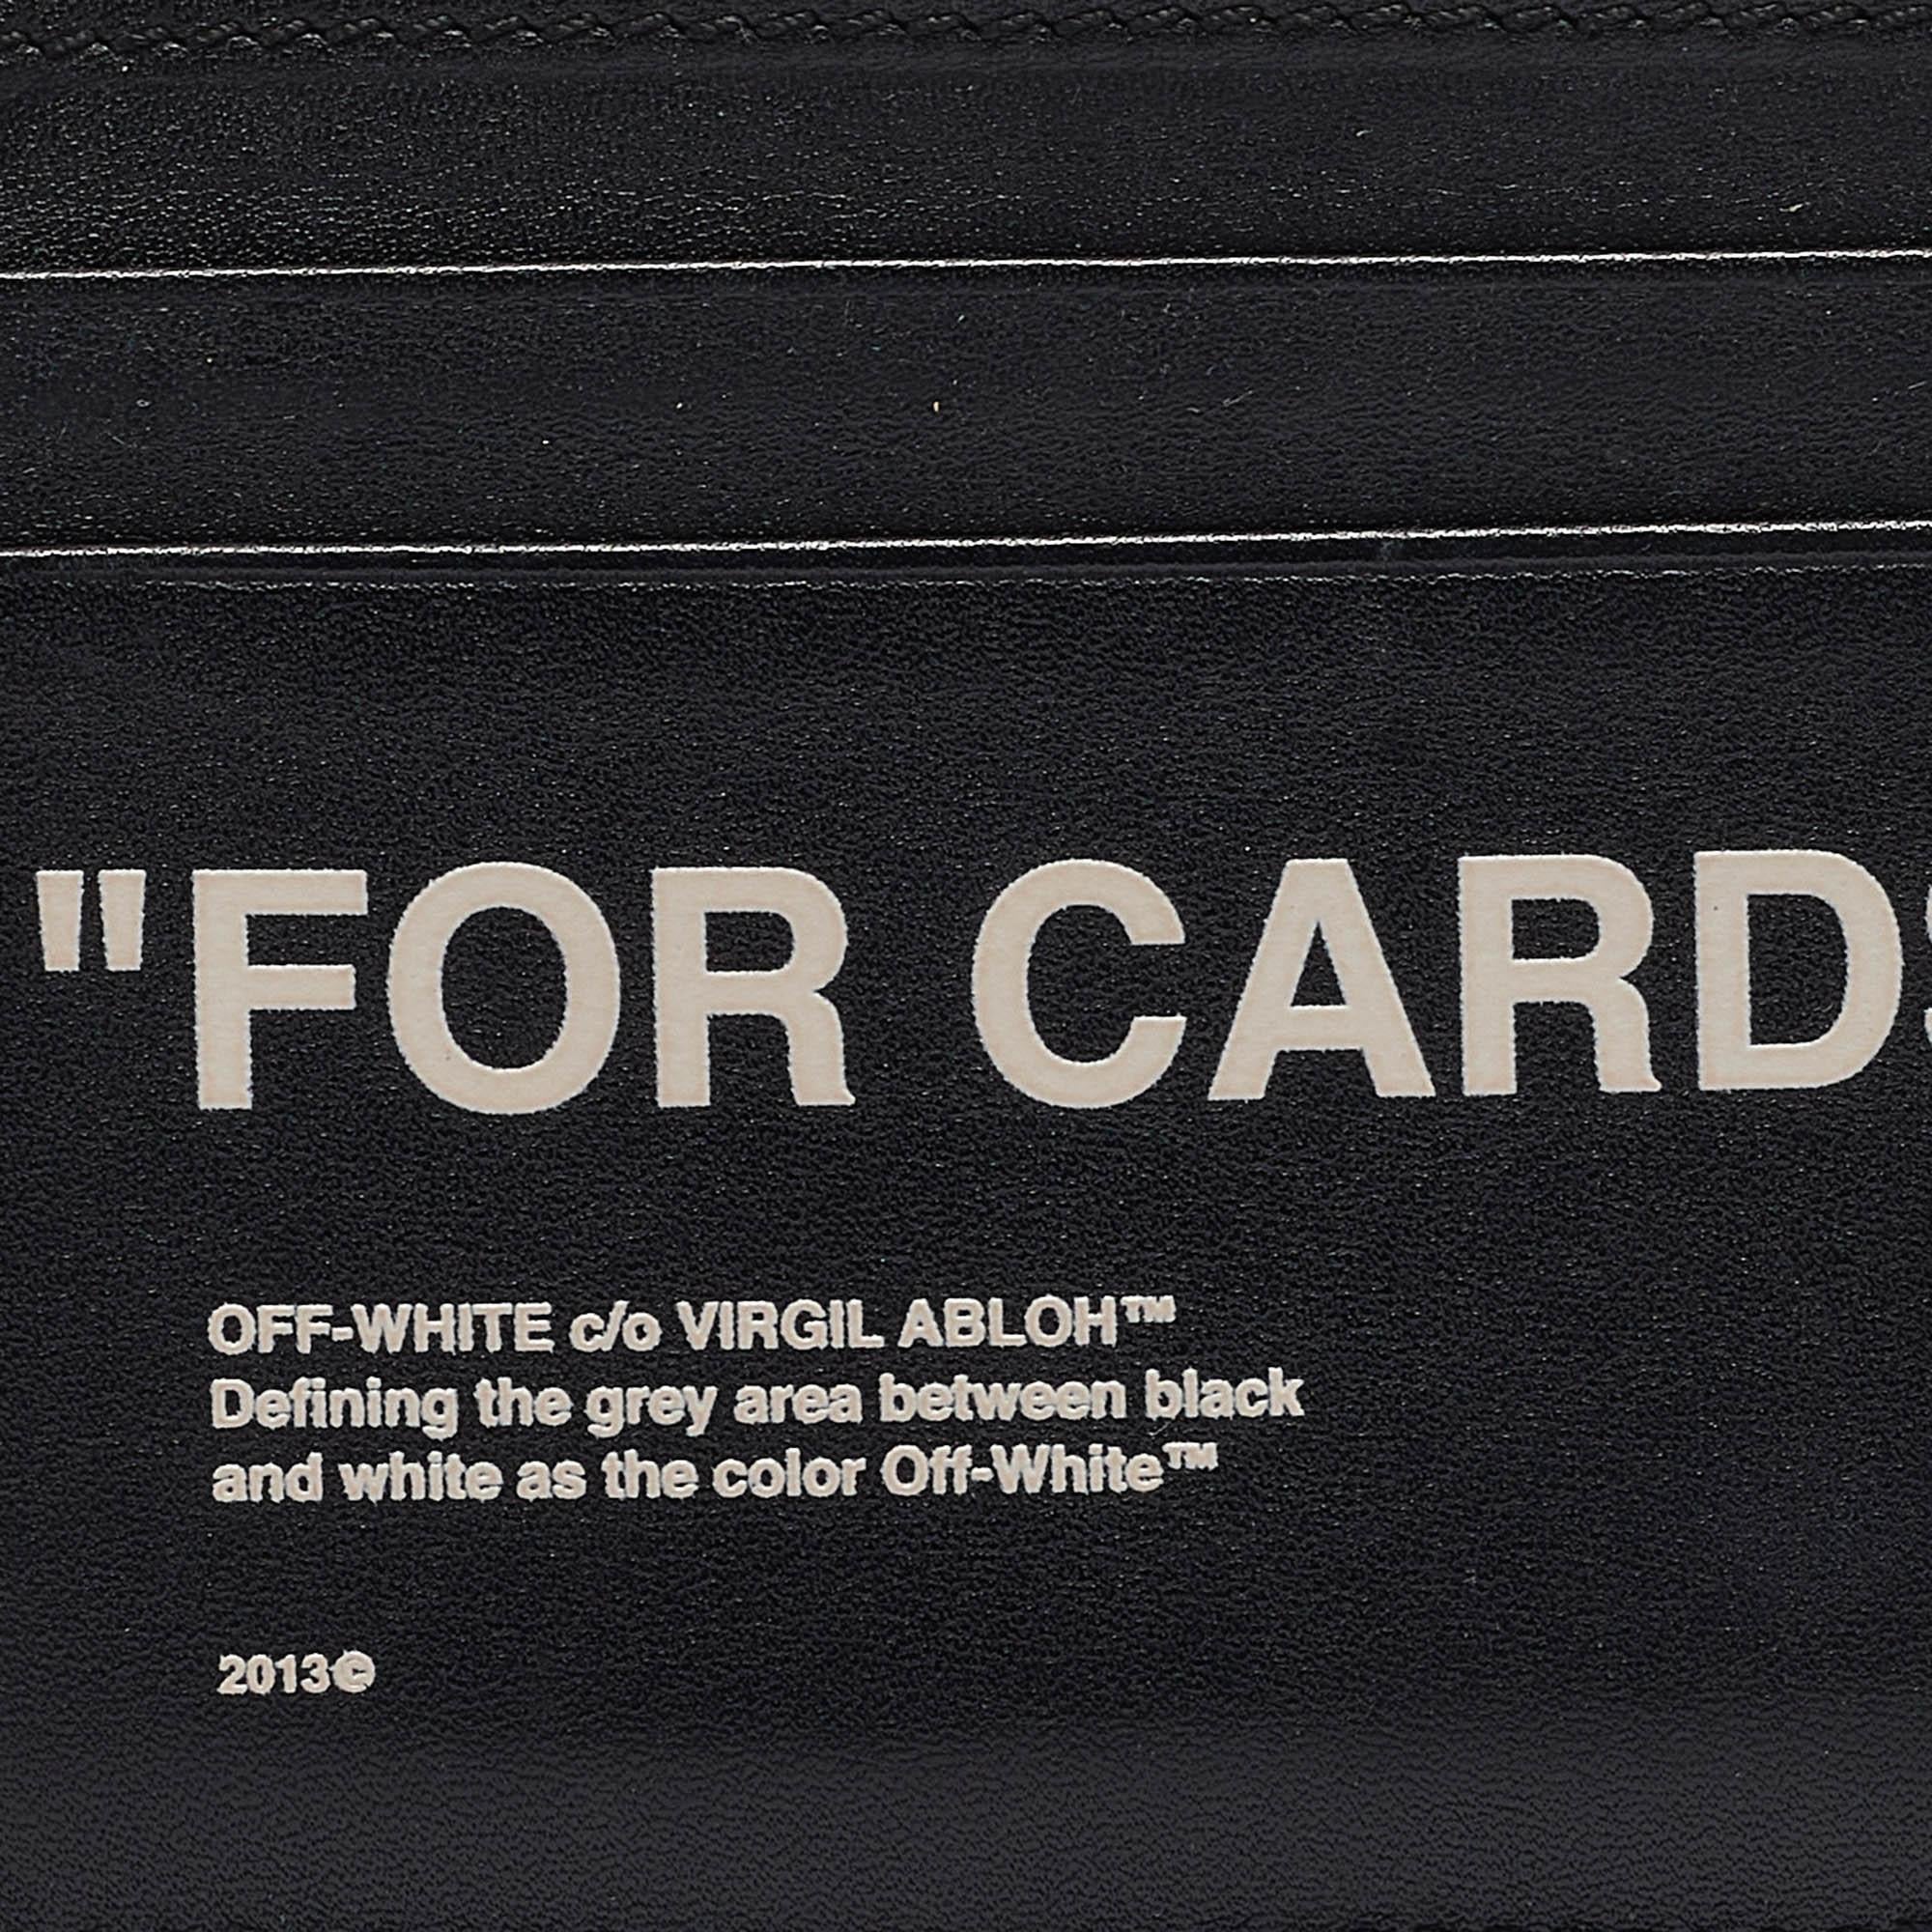 "FOR CARDS
OFF-WHITE c/o VIRGIL ABLOH™
Defining the grey area between black
and white as the color Off-White™
2013©